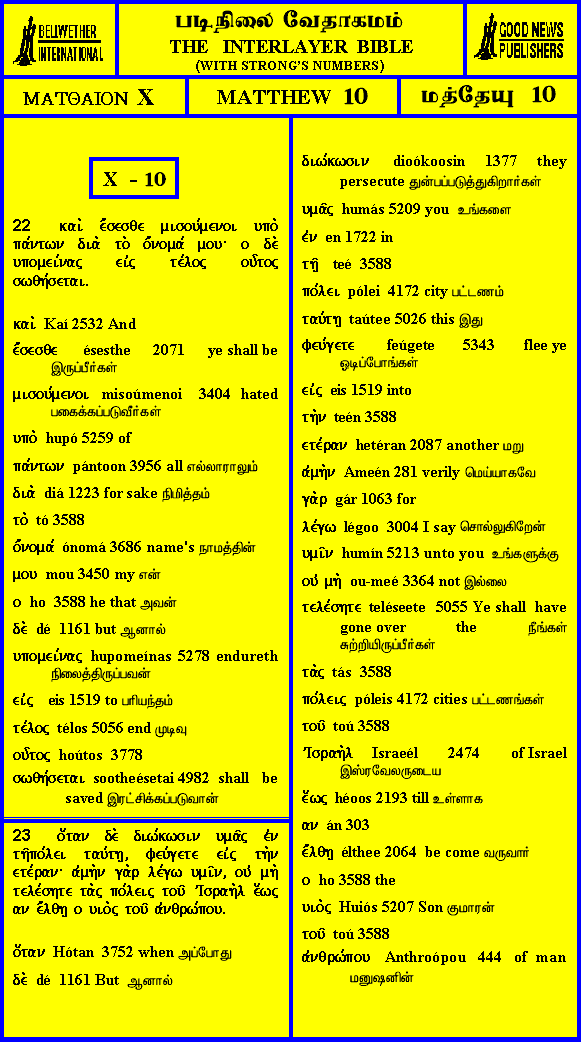 BELLWETHER
INTERNATIONAL
படிநிலை வேதாகமம்
THE INTERLAYER BIBLE
(WITH STRONG'S NUMBERS)
GOOD NEWS
PUBLISHERS
ΜΑΤΘΑΙΟΝ X
MATTHEW 10
மத்தேயு 10
X - 10
22 καὶ ἔσεσθε μισούμενοι υπὸ
πάντων διὰ τὸ ὄνομά μου· ο δὲ
υπομείνας εἰς τέλος οὗτος
σωθήσεται.
καὶ Kaí 2532 And
ἔσεσθε ésesthe 2071 ye shall be
இருப்பீர்கள்
μισούμενοι misoúmenoi 3404 hated
பகைக்கப்படுவீர்கள்
υπὸ hupó 5259 of
πάντων pántoon 3956 all எல்லாராலும்
διὰ diá 1223 for sake நிமித்தம்
τὸ tó 3588
ὄνομά ónomá 3686 name's நாமத்தின்
μου mou 3450 my என்
ο ho 3588 he that அவன்
δὲ dé 1161 but ஆனால்
υπομείνας hupomeínas 5278 endureth
நிலைத்திருப்பவன்
εἰς eis 1519 to பரியந்தம்
τέλος télos 5056 end முடிவு
οὗτος hoútos 3778
σωθήσεται sootheésetai 4982 shall be
saved இரட்சிக்கப்படுவான்
23 ὅταν δὲ διώκωσιν υμᾶς ἐν
τῇπόλει ταύτῃ, φεύγετε εἰς τὴν
ετέραν· ἀμὴν γὰρ λέγω υμῖν, οὐ μὴ
τελέσητε τὰς πόλεις τοῦ Ἰσραὴλ ἕως
αν ἔλθῃ ο υιὸς τοῦ ἀνθρώπου.
ὅταν Hótan 3752 when அப்போது
δὲ dé 1161 But ஆனால்
διώκωσιν dioókoosin 1377 they
persecute துன்பப்படுத்துகிறார்கள்
υμᾶς humás 5209 you உங்களை
ἐν en 1722 in
τῇ teé 3588
πόλει pólei 4172 city பட்டணம்
ταύτῃ taútee 5026 this இது
φεύγετε feúgete 5343 flee ye
ஓடிப்போங்கள்
εἰς eis 1519 into
τὴν teén 3588
ετέραν hetéran 2087 another மறு
ἀμὴν Ameén 281 verily மெய்யாகவே
γὰρ gár 1063 for
λέγω légoo 3004 I say சொல்லுகிறேன்
υμῖν humín 5213 unto you உங்களுக்கு
οὐ μὴ ou-meé 3364 not இல்லை
τελέσητε teléseete 5055 Ye shall have
gone over the நீங்கள்
சுற்றியிருப்பீர்கள்
τὰς tás 3588
πόλεις póleis 4172 cities பட்டணங்கள்
τοῦ toú 3588
Ἰσραὴλ Israeél 2474 of Israel
இஸ்ரவேலருடைய
ἕως héoos 2193 till உள்ளாக
αν án 303
ἔλθῃ élthee 2064 be come வருவார்
ο ho 3588 the
υιὸς Huiós 5207 Son குமாரன்
τοῦ toú 3588
ἀνθρώπου Anthroópou 444 of man
மனுஷனின்